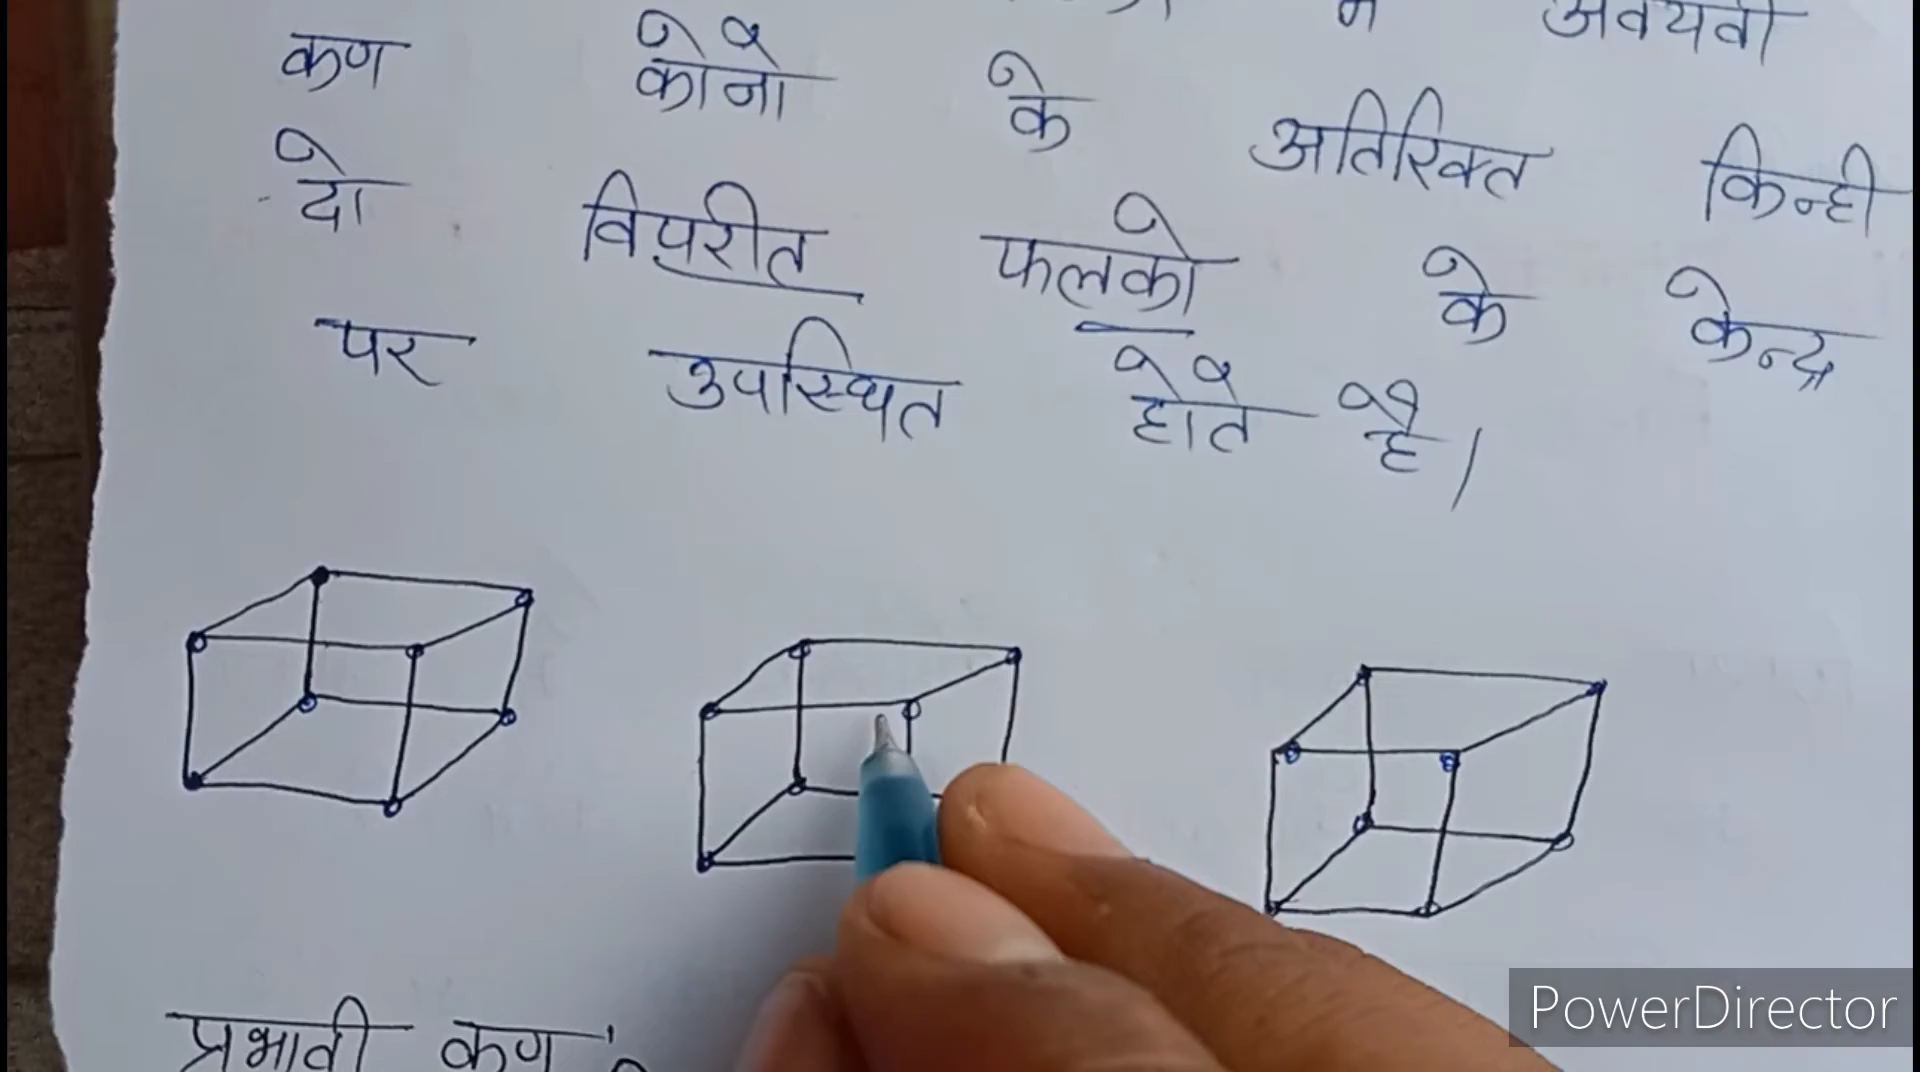 में अवयवी
कण कोनो के अतिरिक्त किन्ही
दो विपरीत फलको के केन्द्र
पर उपस्थित होते है।
प्रभावी कण
PowerDirector